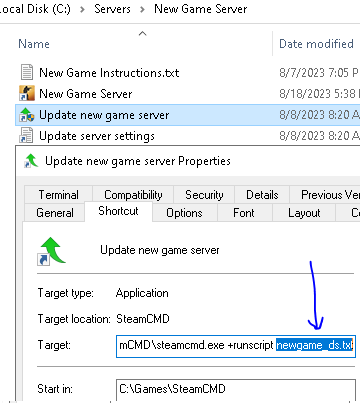 Local Disk (C:) > Servers > New Game Server
Name Date modified
New Game Instructions.txt 8/7/2023 7:05 P
New Game Server 8/18/2023 5:38
Update new game server 8/8/2023 8:20 A
Update server settings 8/8/2023 8:20 A
Update new game server Properties
Terminal Compatibility Security Details Previous Ve
General Shortcut Options Font Layout C
Update new game server
Target type: Application
Target location: SteamCMD
Target: mCMD\steamcmd.exe +runscript newgame_ds.txt
Start in: C:\Games\SteamCMD